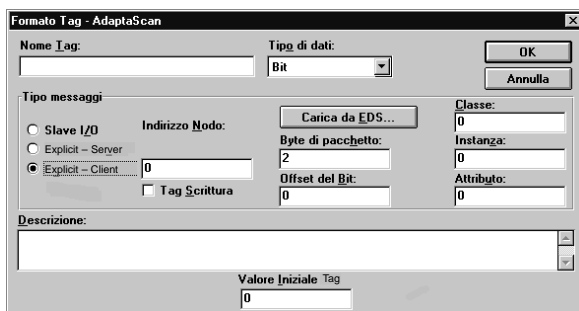 Formato Tag - AdaptaScan
Nome Tag:
Tipo di dati:
Bit
OK
Annulla
Tipo messaggi
Slave I/O
Explicit – Server
Explicit – Client
Indirizzo Nodo:
0
Tag Scrittura
Carica da EDS...
Byte di pacchetto:
2
Offset del Bit:
0
Classe:
0
Instanza:
0
Attributo:
0
Descrizione:
Valore Iniziale Tag
0